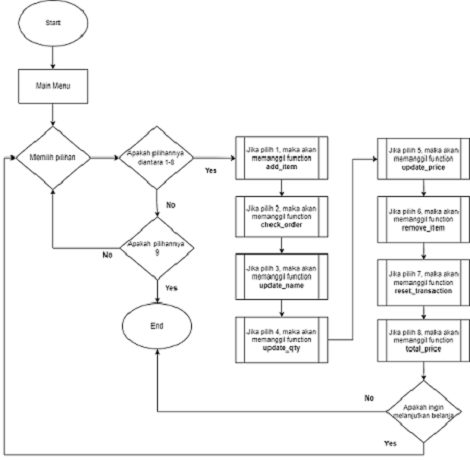 Start
Main Menu
Memilih pilihan
Apakah pilihannya
diantara 1-8
Yes
No
Apakah pilihannya
9
No
Yes
End
Jika pilih 1, maka akan
memanggil function
add_item
Jika pilih 2, maka akan
memanggil function
check_order
Jika pilih 3, maka akan
memanggil function
update_name
Jika pilih 4, maka akan
memanggil function
update_qty
Jika pilih 5, maka akan
memanggil function
update_price
Jika pilih 6, maka akan
memanggil function
remove_item
Jika pilih 7, maka akan
memanggil function
reset_transaction
Jika pilih 8, maka akan
memanggil function
total_price
No
Apakah ingin
melanjutkan belanja
Yes